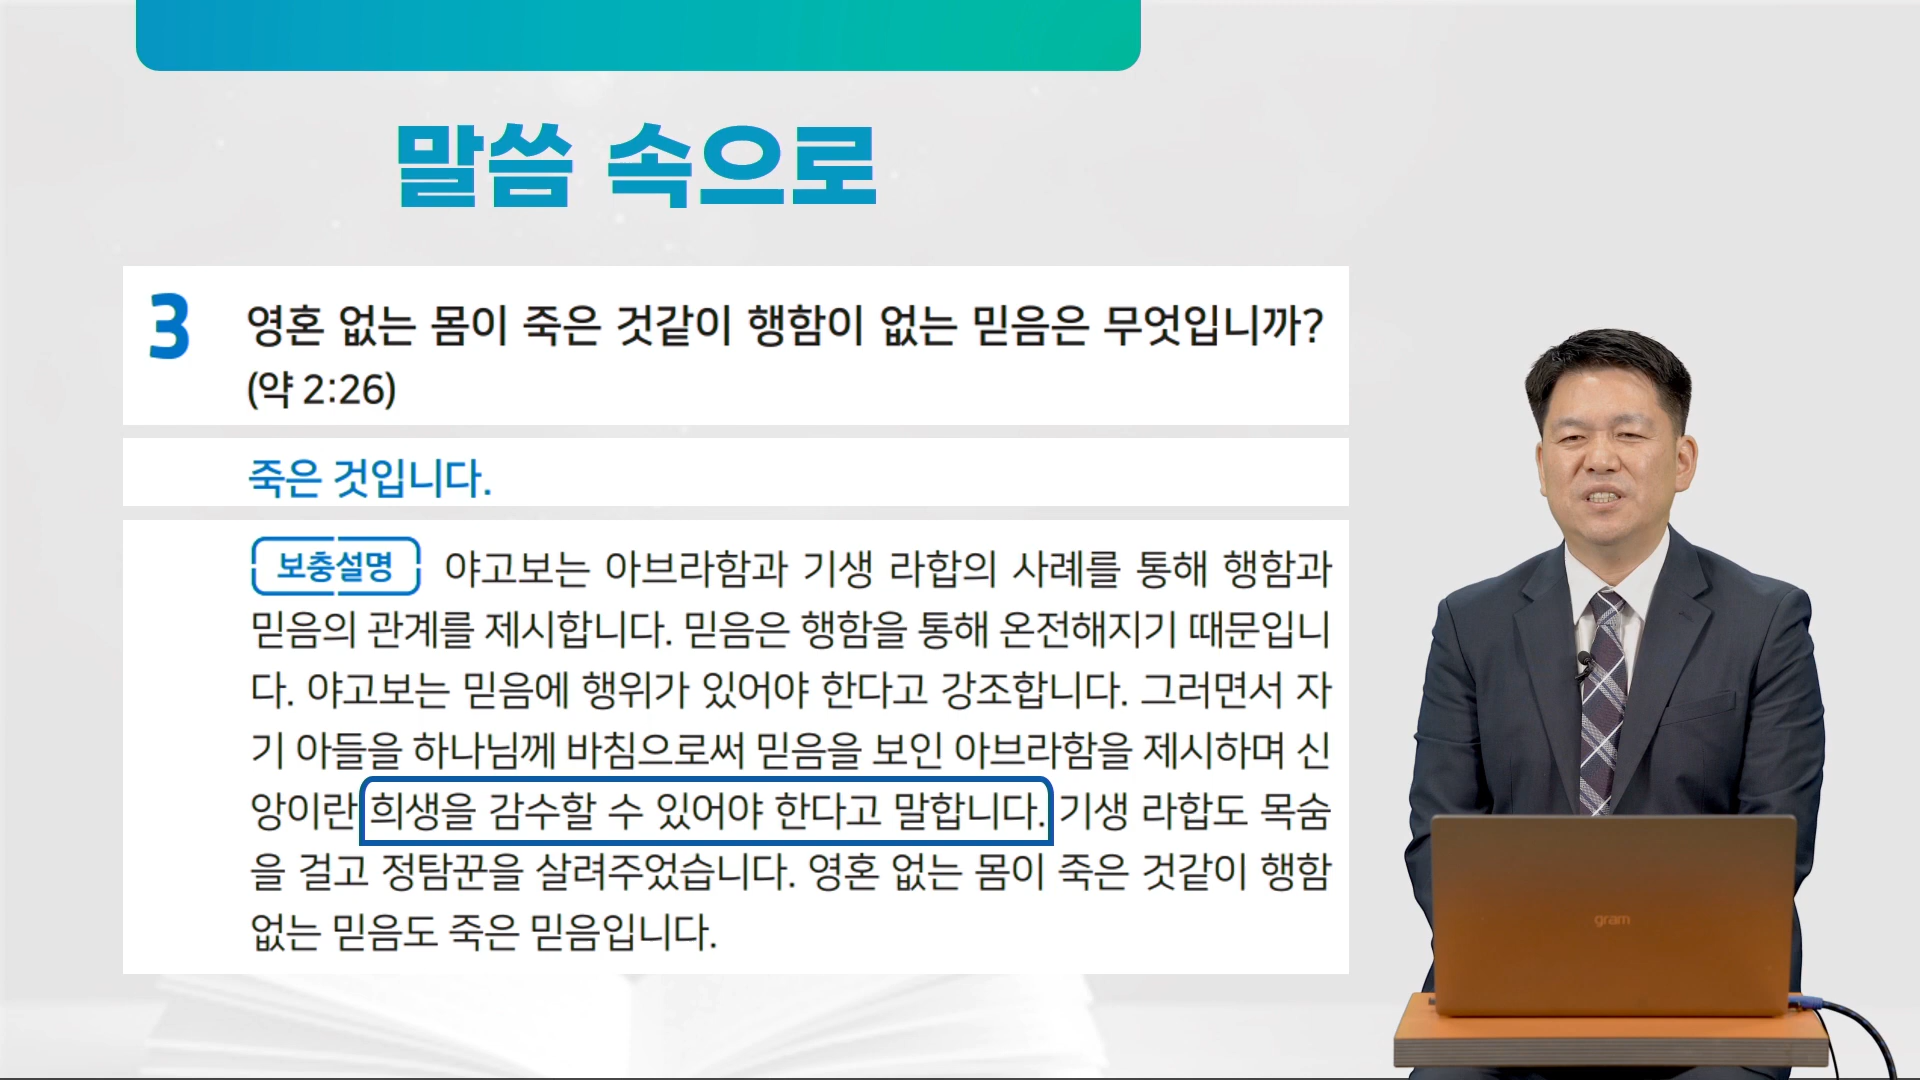 말씀 속으로
3 영혼 없는 몸이 죽은 것같이 행함이 없는 믿음은 무엇입니까?
(약 2:26)
죽은 것입니다.
보충설명 야고보는 아브라함과 기생 라합의 사례를 통해 행함과
믿음의 관계를 제시합니다. 믿음은 행함을 통해 온전해지기 때문입니
다. 야고보는 믿음에 행위가 있어야 한다고 강조합니다. 그러면서 자
기 아들을 하나님께 바침으로써 믿음을 보인 아브라함을 제시하며 신
앙이란 희생을 감수할 수 있어야 한다고 말합니다. 기생 라합도 목숨
을 걸고 정탐꾼을 살려주었습니다. 영혼 없는 몸이 죽은 것같이 행함
없는 믿음도 죽은 믿음입니다.
gram